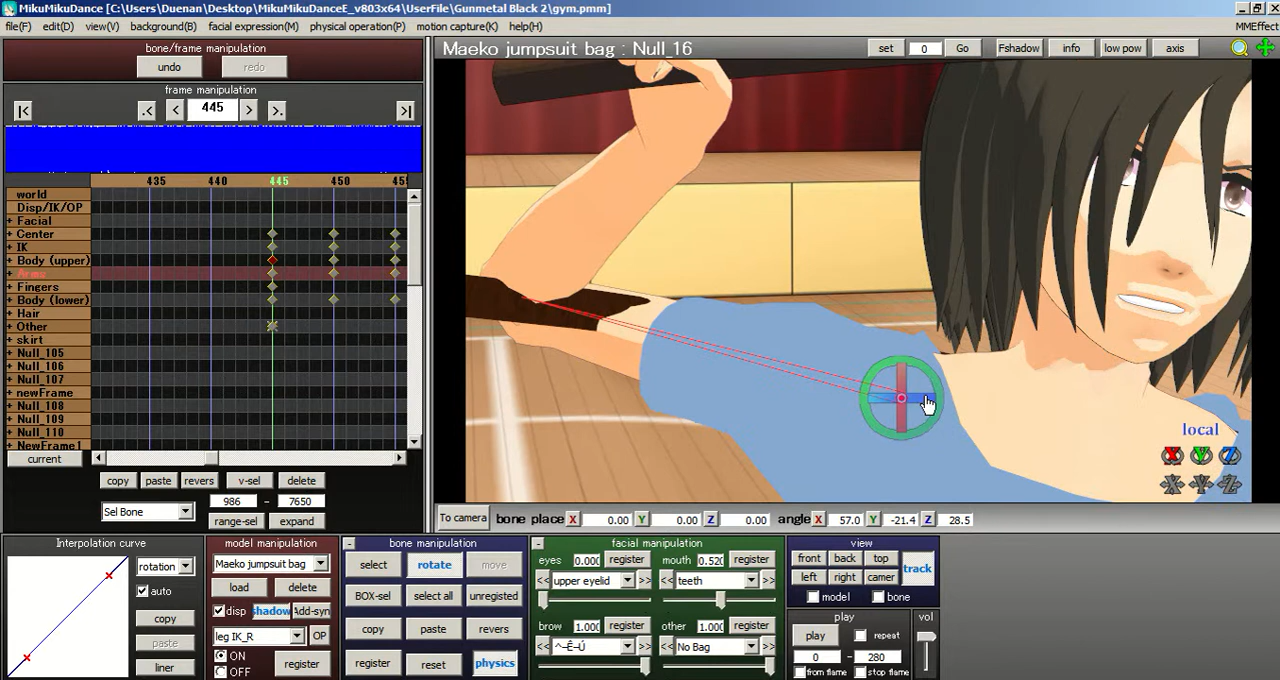 MikuMikuDance [C:\Users\Duenan\Desktop\MikuMikuDanceE_v803x64\UserFile\Gunmetal Black 2\gym.pmm]
file(F) edit(D) view(V) background(B) facial expression(M) physical operation(P) motion capture(K) help(H) MMEffect
bone/frame manipulation
undo redo
frame manipulation
|< .< < 445 > >. >|
435 440 445 450 455
world
Disp/IK/OP
+ Facial
+ Center
+ IK
+ Body (upper)
+ Arms
+ Fingers
+ Body (lower)
+ Hair
+ Other
+ skirt
+ Null_105
+ Null_106
+ Null_107
+ newFrame
+ Null_108
+ Null_109
+ Null_110
+ NewFrame1
current
copy paste revers v-sel delete
Sel Bone 986 - 7650
range-sel expand
Maeko jumpsuit bag : Null_16 set 0 Go Fshadow info low pow axis
local
X Y Z
X Y Z
To camera bone place X 0.00 Y 0.00 Z 0.00 angle X 57.0 Y -21.4 Z 28.5
Interpolation curve
rotation
auto
copy
paste
liner
model manipulation
Maeko jumpsuit bag
load delete
disp shadow Add-syn
leg IK_R OP
ON
OFF
register
- bone manipulation
select rotate move
BOX-sel select all unregisted
copy paste revers
register reset physics
- facial manipulation
eyes 0.000 register mouth 0.520 register
<< upper eyelid >> << teeth >>
brow 1.000 register other 1.000 register
<< ^-Ê-Ú >> << No Bag >>
view
front back top
left right camer track
model bone
play
play repeat
0 - 280
from flame stop flame
vol